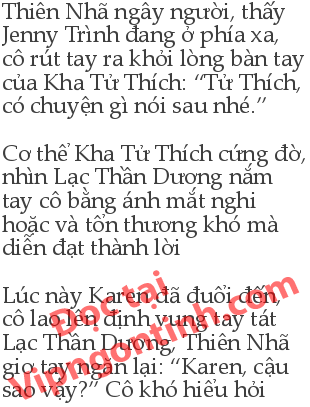 Thiên Nhã ngây người, thấy
Jenny Trình đang ở phía xa,
cô rút tay ra khỏi lòng bàn tay
của Kha Tử Thích: “Tử Thích,
có chuyện gì nói sau nhé.”
Cơ thể Kha Tử Thích cứng đờ,
nhìn Lạc Thần Dương nắm
tay cô bằng ánh mắt nghi
hoặc và tổn thương khó mà
diễn đạt thành lời
Lúc này Karen đã đuổi đến,
cô lao lên định vung tay tát
Lạc Thần Dương, Thiên Nhã
giơ tay ngăn lại: “Karen, cậu
sao vậy?” Cô khó hiểu hỏi
Đọc tại
Vipngontinh.com